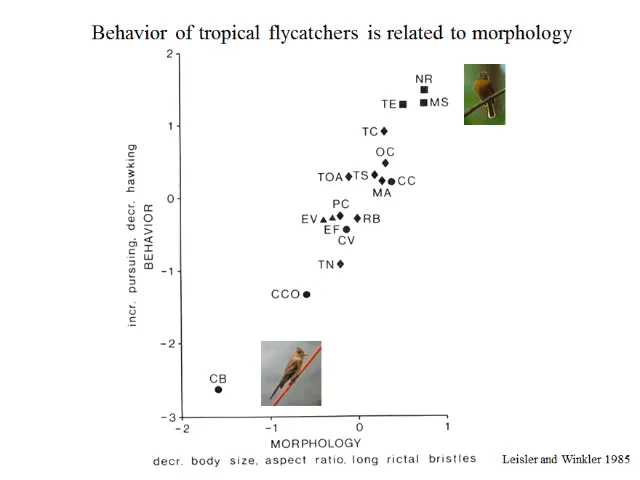 Behavior of tropical flycatchers is related to morphology
2
NR
TE
MS
1
TC
OC
TOA
TS
CC
MA
0
PC
EV
RB
EF
CV
TN
-1
CCO
-2
CB
-3
-2
-1
0
1
incr. pursuing, decr. hawking
BEHAVIOR
MORPHOLOGY
decr. body size, aspect ratio, long rictal bristles
Leisler and Winkler 1985